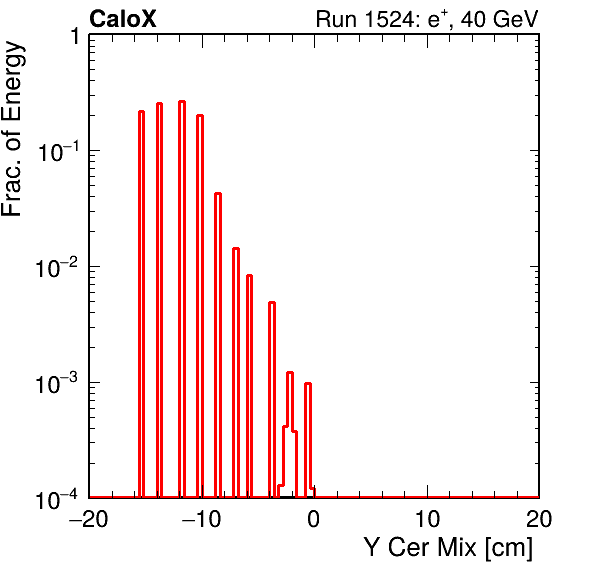 CaloX Run 1524: e⁺, 40 GeV
Frac. of Energy
1
10⁻¹
10⁻²
10⁻³
10⁻⁴
−20 −10 0 10 20
Y Cer Mix [cm]